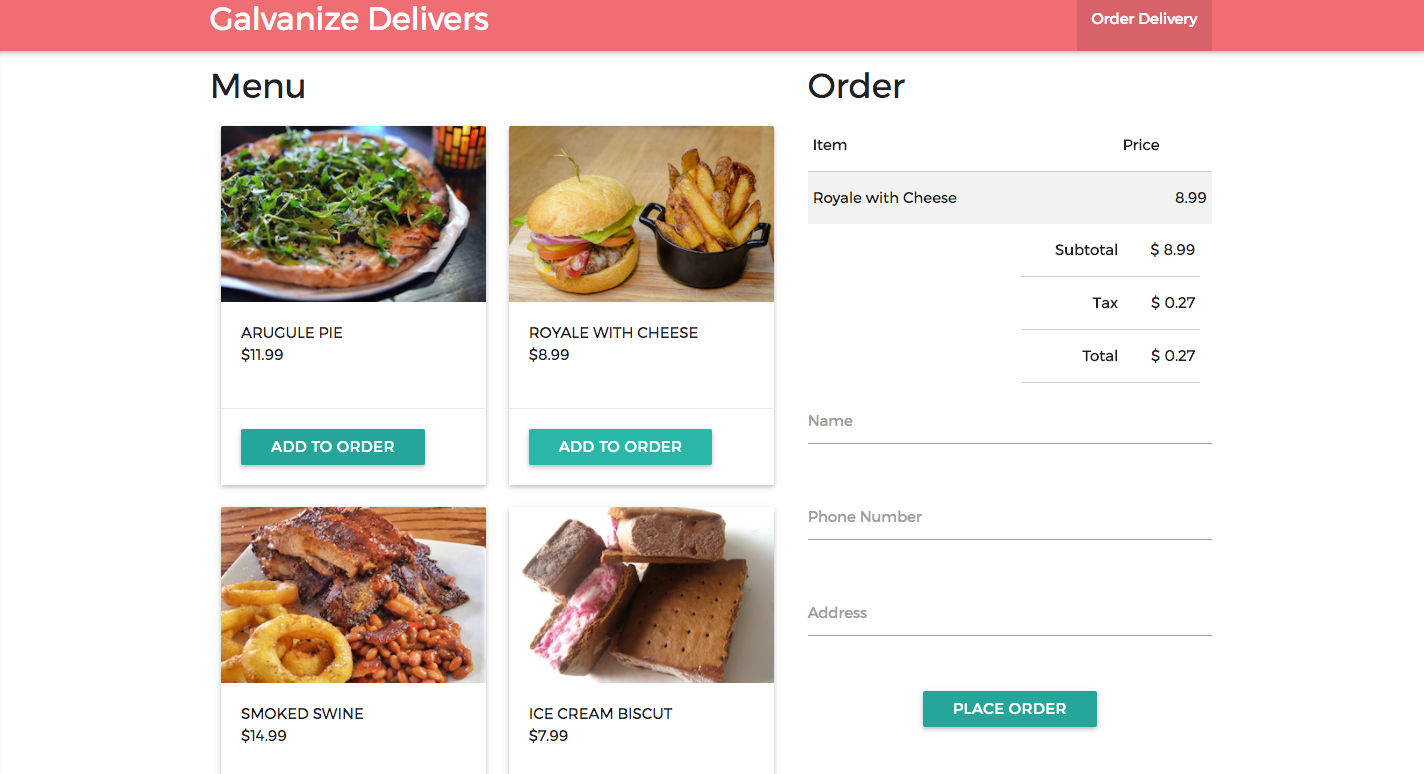 Galvanize Delivers
Order Delivery
Menu
ARUGULE PIE
$11.99
ADD TO ORDER
ROYALE WITH CHEESE
$8.99
ADD TO ORDER
SMOKED SWINE
$14.99
ICE CREAM BISCUT
$7.99
Order
Item Price
Royale with Cheese 8.99
Subtotal $ 8.99
Tax $ 0.27
Total $ 0.27
Name
Phone Number
Address
PLACE ORDER